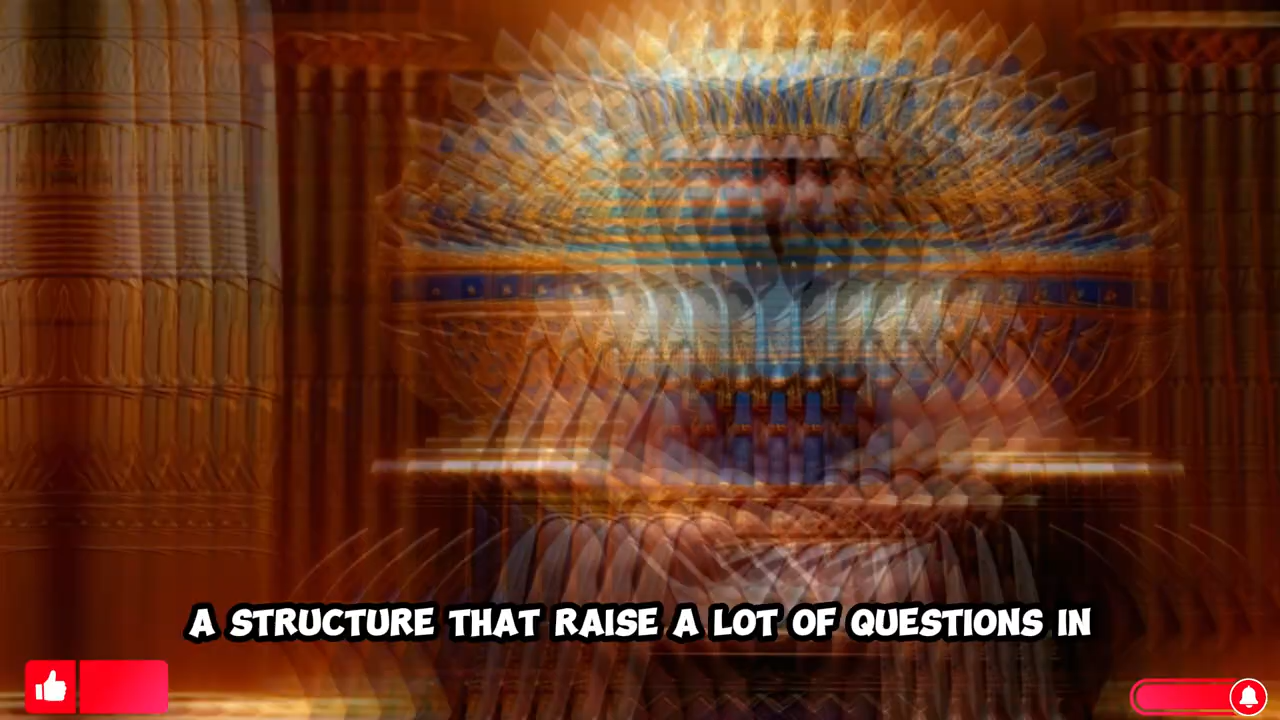 A STRUCTURE THAT RAISE A LOT OF QUESTIONS IN